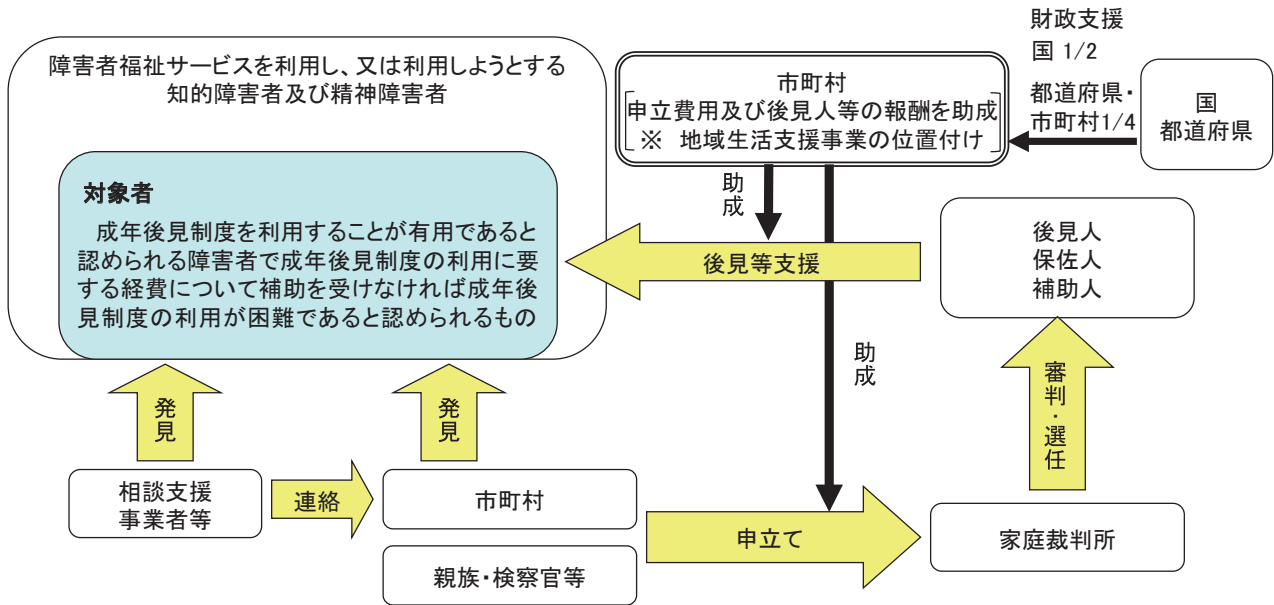 障害者福祉サービスを利用し、又は利用しようとする
知的障害者及び精神障害者
対象者
成年後見制度を利用することが有用であると
認められる障害者で成年後見制度の利用に要
する経費について補助を受けなければ成年後
見制度の利用が困難であると認められるもの
市町村
申立費用及び後見人等の報酬を助成
※ 地域生活支援事業の位置付け
財政支援
国 1/2
都道府県・
市町村1/4
国
都道府県
助成
後見等支援
後見人
保佐人
補助人
助成
審判・選任
発見
発見
相談支援
事業者等
連絡
市町村
親族・検察官等
申立て
家庭裁判所